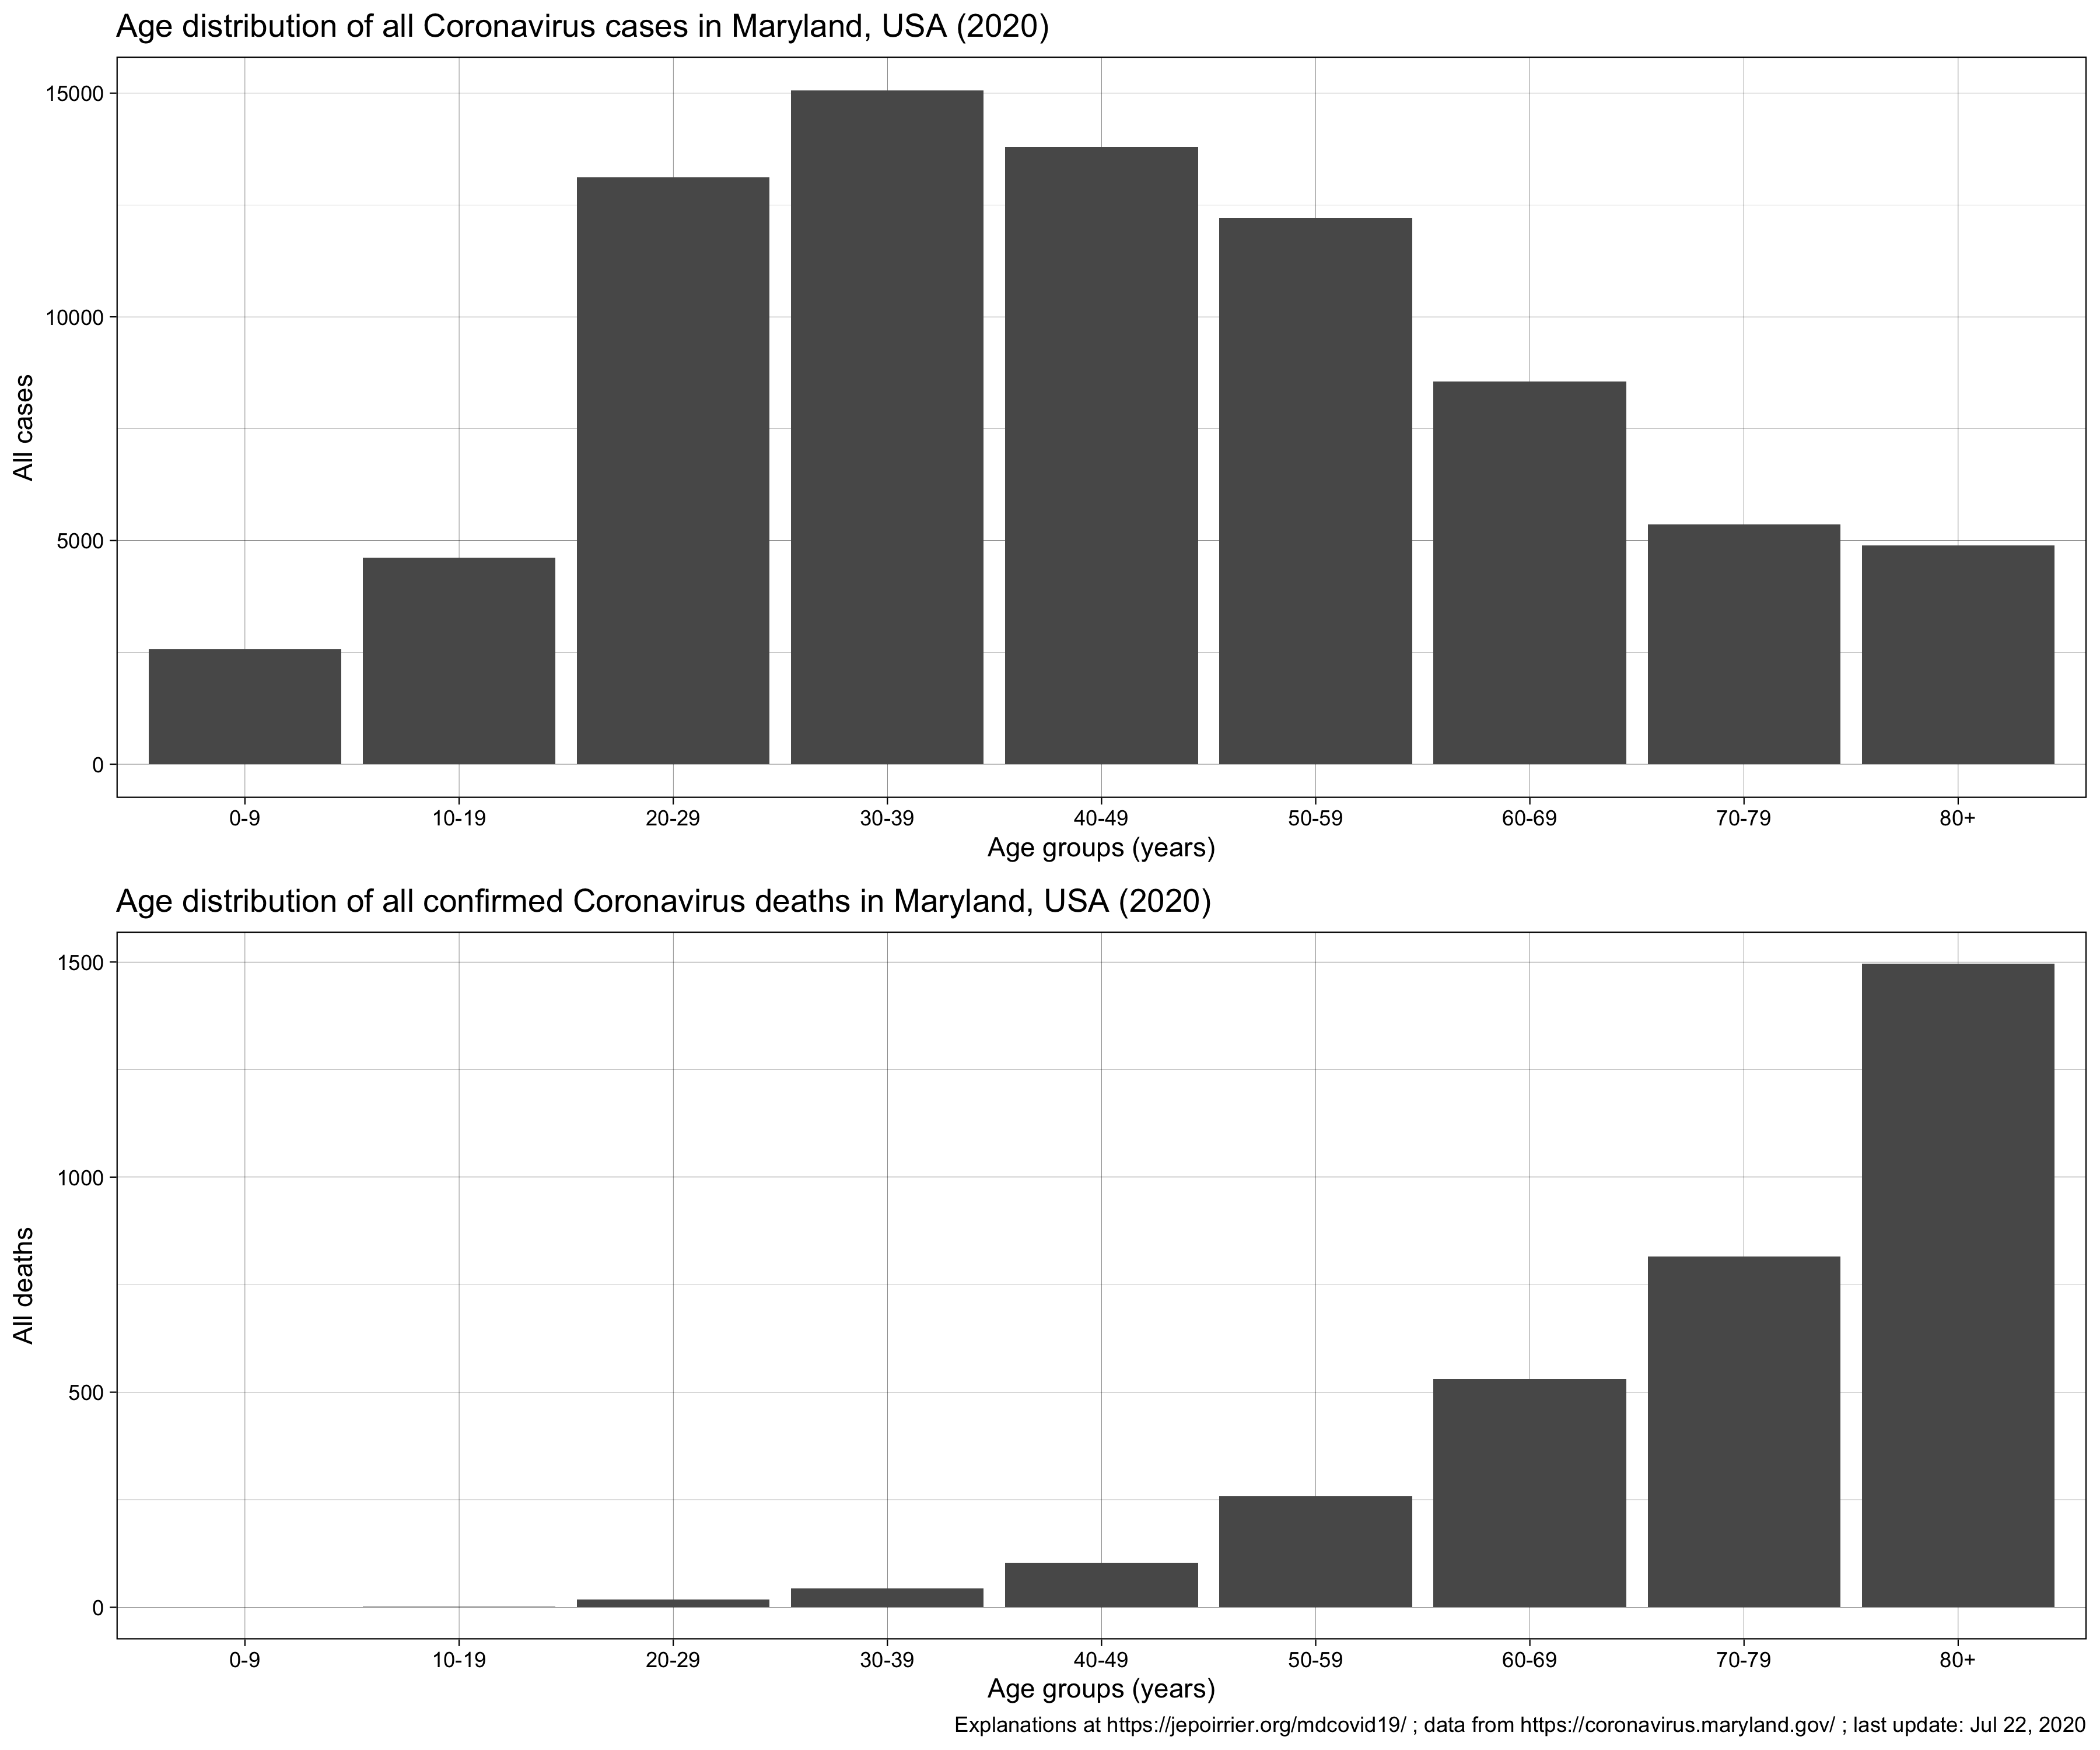 Age distribution of all Coronavirus cases in Maryland, USA (2020)
15000
10000
5000
0
All cases
0-9 10-19 20-29 30-39 40-49 50-59 60-69 70-79 80+
Age groups (years)
Age distribution of all confirmed Coronavirus deaths in Maryland, USA (2020)
1500
1000
500
0
All deaths
0-9 10-19 20-29 30-39 40-49 50-59 60-69 70-79 80+
Age groups (years)
Explanations at https://jepoirrier.org/mdcovid19/ ; data from https://coronavirus.maryland.gov/ ; last update: Jul 22, 2020